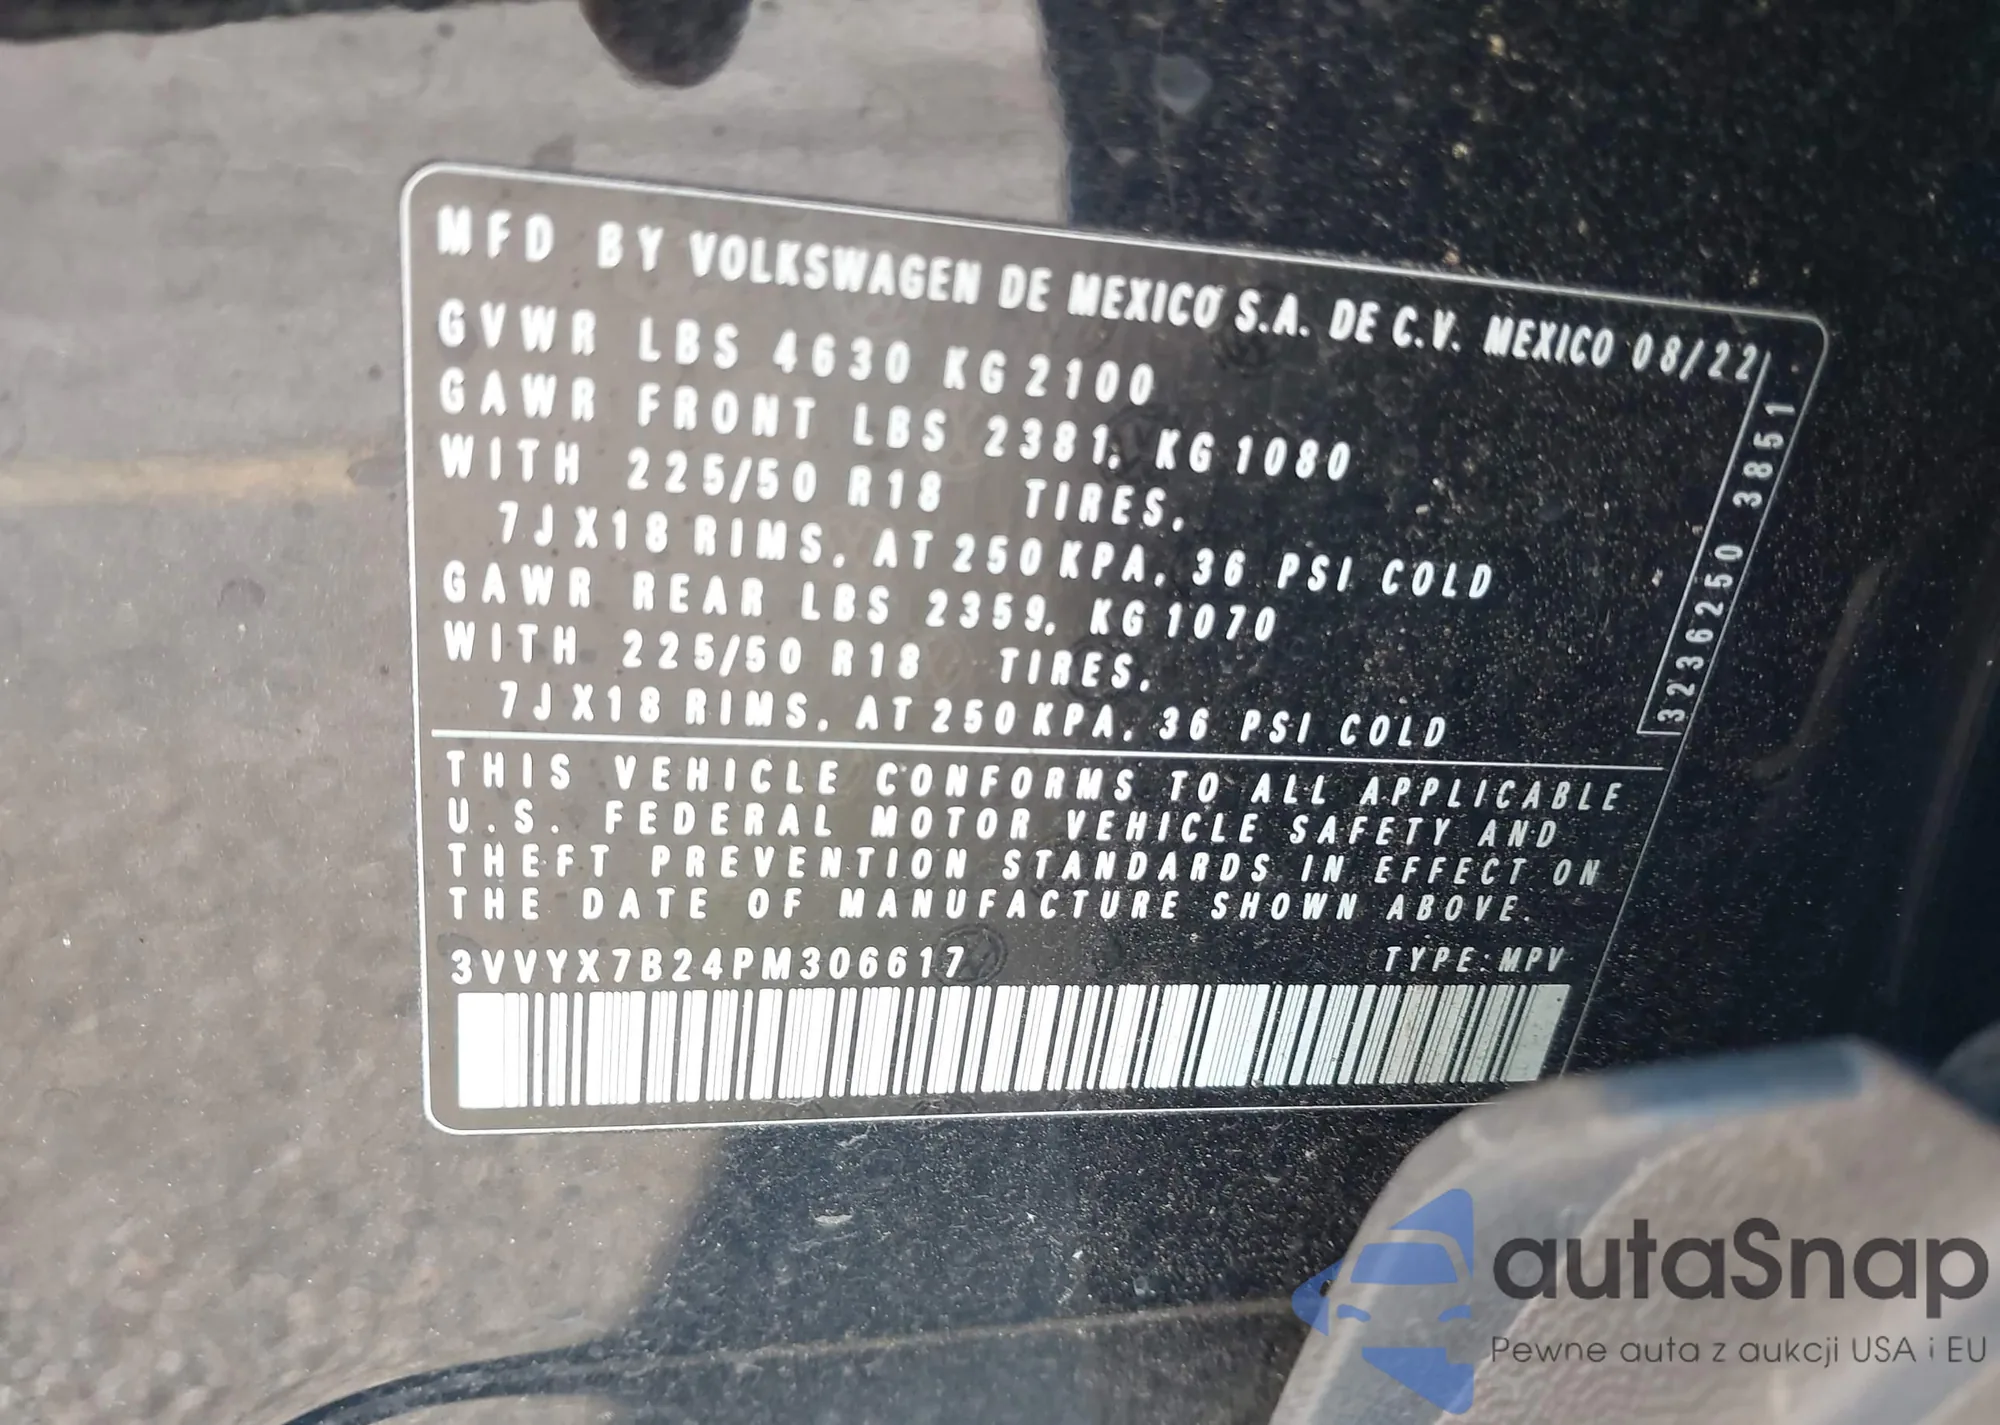 MFD BY VOLKSWAGEN DE MEXICO S.A. DE C.V. MEXICO 08/22
GVWR LBS 4630 KG 2100
GAWR FRONT LBS 2381, KG 1080
WITH 225/50 R18 TIRES,
7J X18 RIMS, AT 250 KPA, 36 PSI COLD
GAWR REAR LBS 2359, KG 1070
WITH 225/50 R18 TIRES,
7J X18 RIMS, AT 250 KPA, 36 PSI COLD
3236250 3851
THIS VEHICLE CONFORMS TO ALL APPLICABLE
U.S. FEDERAL MOTOR VEHICLE SAFETY AND
THEFT PREVENTION STANDARDS IN EFFECT ON
THE DATE OF MANUFACTURE SHOWN ABOVE.
3VVYX7B24PM306617 TYPE:MPV
autaSnap
Pewne auta z aukcji USA i EU